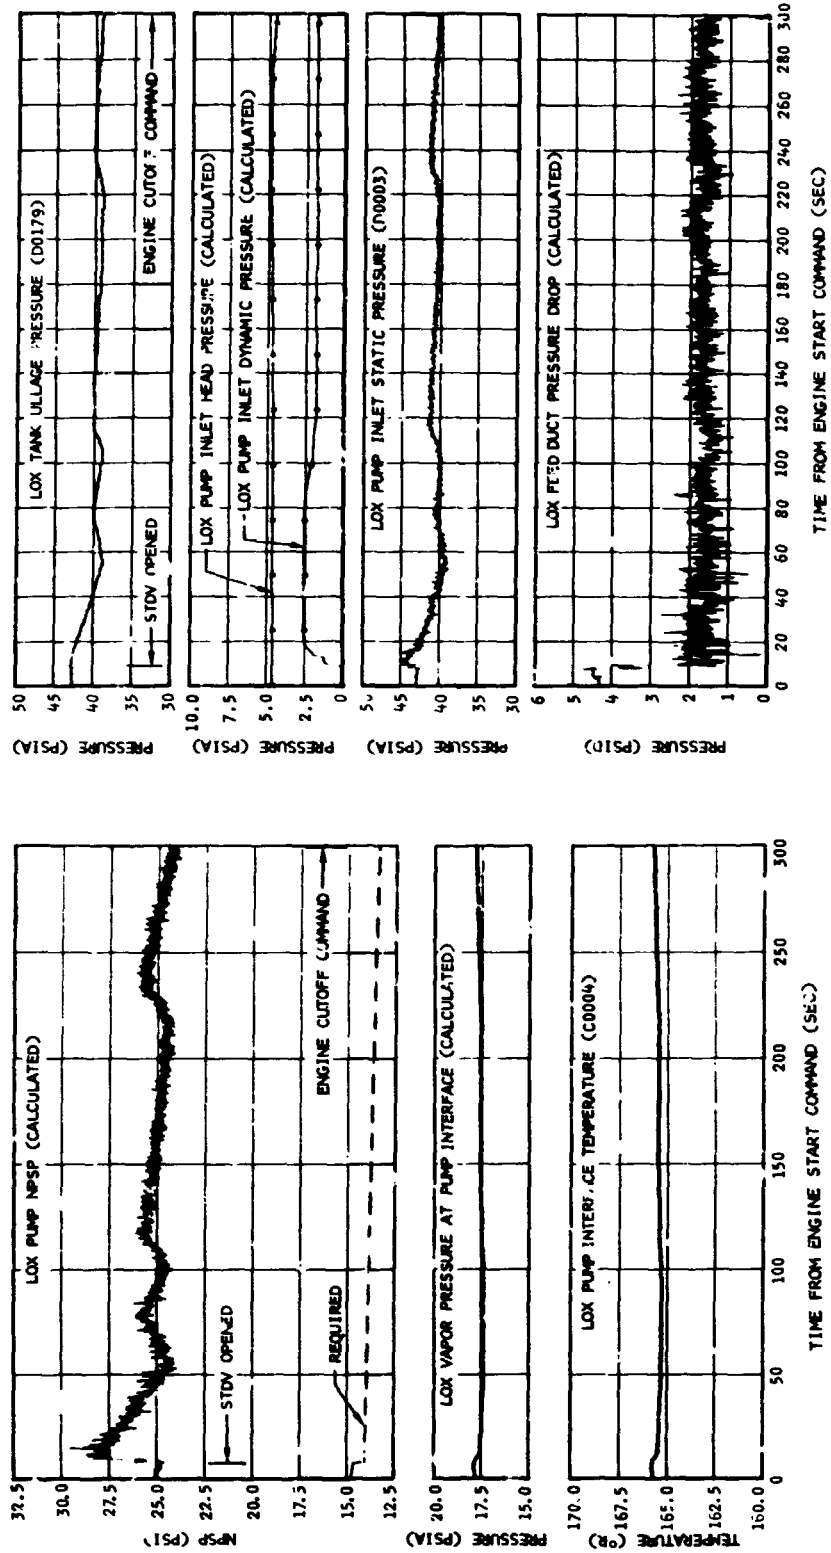 LOX PUMP NPSP (CALCULATED)
32.5
30.0
27.5
25.0
22.5
20.0
17.5
15.0
12.5
STDV OPENED
REQUIRED
ENGINE CUTOFF COMMAND
LOX VAPOR PRESSURE AT PUMP INTERFACE (CALCULATED)
20.0
17.5
15.0
PRESSURE (PSIA)
LOX PUMP INTERFACE TEMPERATURE (C0004)
170.0
167.5
165.0
162.5
160.0
TEMPERATURE (°R)
0 50 100 150 200 250 300
TIME FROM ENGINE START COMMAND (SEC)
LOX TANK ULLAGE PRESSURE (D0179)
50
45
40
35
30
PRESSURE (PSIA)
STDV OPENED
ENGINE CUTOFF COMMAND
LOX PUMP INLET HEAD PRESSURE (CALCULATED)
LOX PUMP INLET DYNAMIC PRESSURE (CALCULATED)
10.0
7.5
5.0
2.5
0
PRESSURE (PSIA)
LOX PUMP INLET STATIC PRESSURE (D0003)
45
40
35
30
PRESSURE (PSIA)
LOX FEED DUCT PRESSURE DROP (CALCULATED)
6
5
4
3
2
1
0
PRESSURE (PSID)
0 20 40 60 80 100 120 140 160 180 200 220 240 260 280 300
TIME FROM ENGINE START COMMAND (SEC)